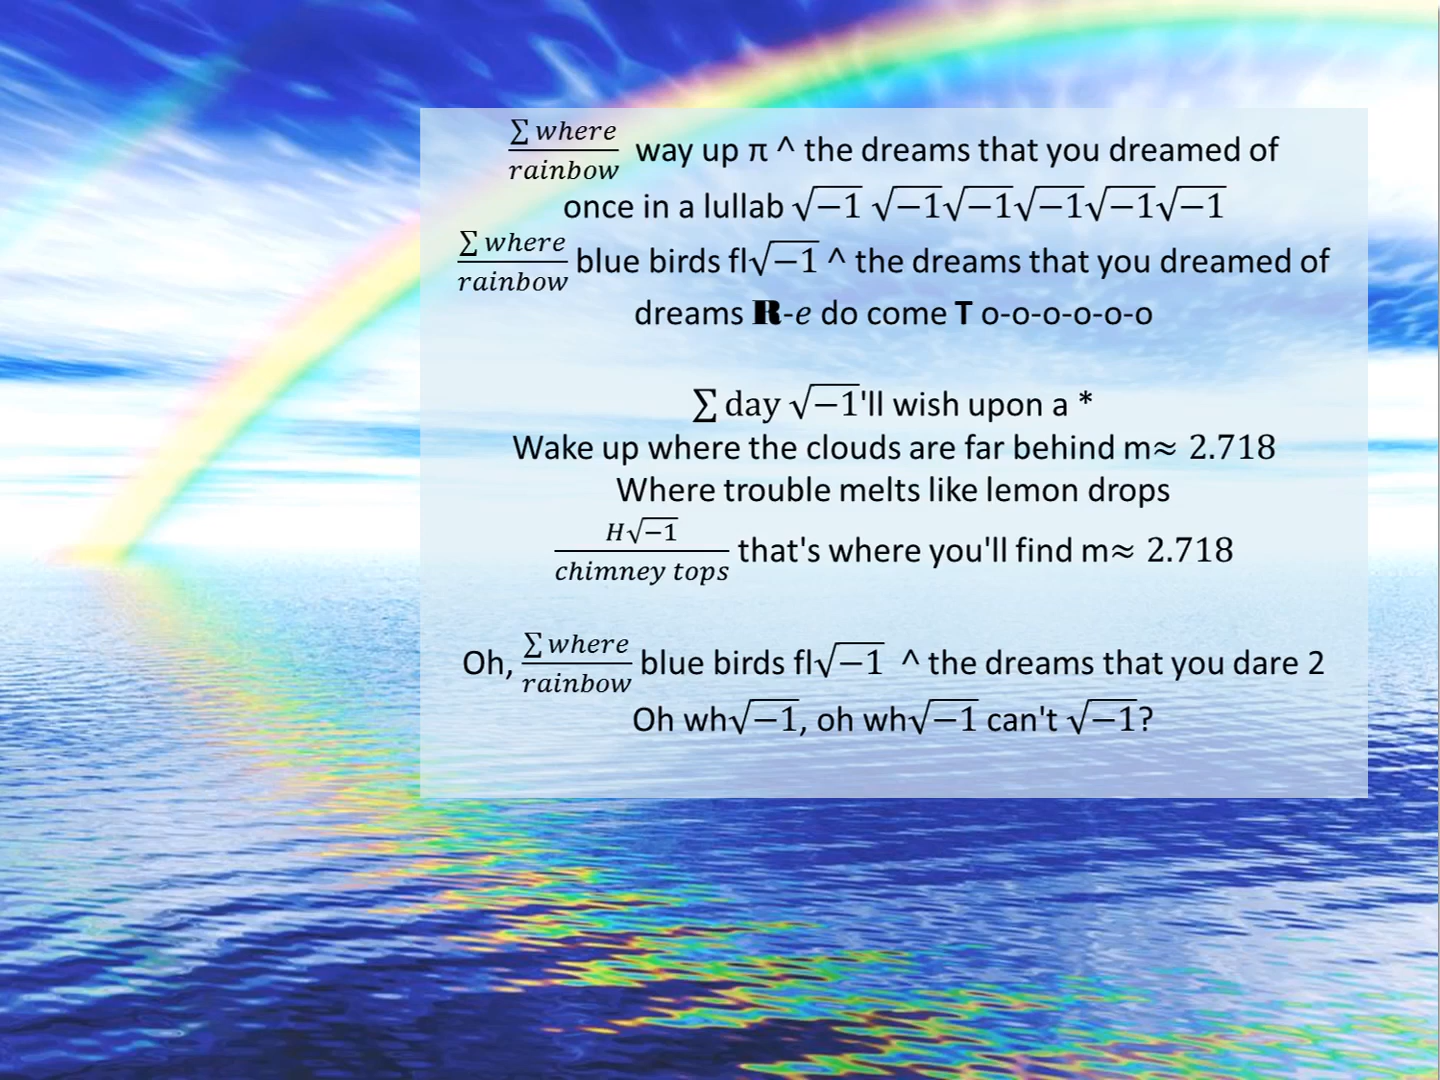 ∑ where / rainbow way up π ^ the dreams that you dreamed of
once in a lullab √−1 √−1√−1√−1√−1√−1
∑ where / rainbow blue birds fl√−1 ^ the dreams that you dreamed of
dreams R-e do come T o-o-o-o-o-o
∑ day √−1'll wish upon a *
Wake up where the clouds are far behind m≈ 2.718
Where trouble melts like lemon drops
H√−1 / chimney tops that's where you'll find m≈ 2.718
Oh, ∑ where / rainbow blue birds fl√−1 ^ the dreams that you dare 2
Oh wh√−1, oh wh√−1 can't √−1?